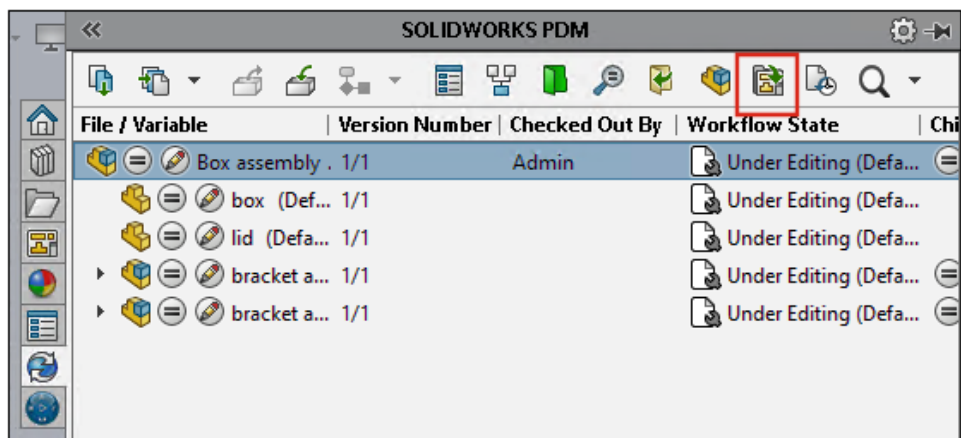 SOLIDWORKS PDM
File / Variable Version Number Checked Out By Workflow State Chi
Box assembly . 1/1 Admin Under Editing (Defa...
box (Def... 1/1 Under Editing (Defa...
lid (Defa... 1/1 Under Editing (Defa...
bracket a... 1/1 Under Editing (Defa...
bracket a... 1/1 Under Editing (Defa...